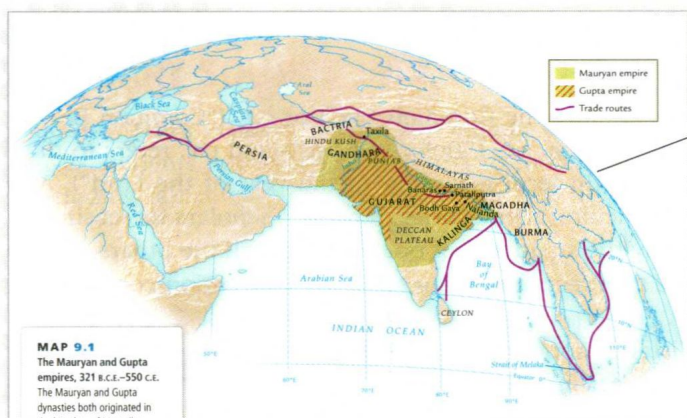 Mauryan empire
Gupta empire
Trade routes
Aral
Sea
Black Sea
Caspian
Sea
BACTRIA
Taxila
HINDU KUSH
GANDHARA
PUNJAB
PERSIA
Mediterranean Sea
HIMALAYAS
Persian Gulf
Red Sea
Sarnath
Banaras
Pataliputra
GUJARAT
MAGADHA
Bodh Gaya
Nalanda
KALINGA
BURMA
DECCAN
PLATEAU
Arabian Sea
Bay
of
Bengal
CEYLON
INDIAN OCEAN
Strait of Melaka
MAP 9.1
The Mauryan and Gupta
empires, 321 B.C.E.–550 C.E.
The Mauryan and Gupta
dynasties both originated in